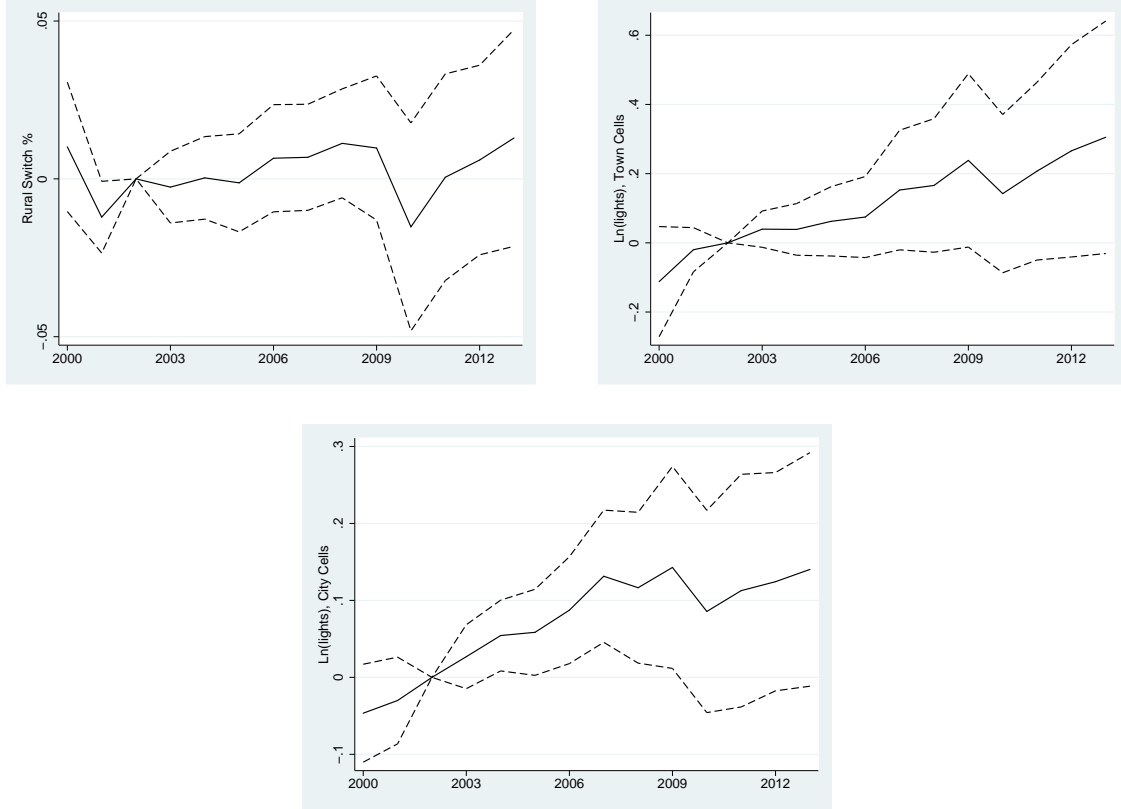 Rural Switch %
.05
0
−.05
2000 2003 2006 2009 2012
Ln(lights), Town Cells
.6
.4
.2
0
−.2
2000 2003 2006 2009 2012
Ln(lights), City Cells
.3
.2
.1
0
−.1
2000 2003 2006 2009 2012